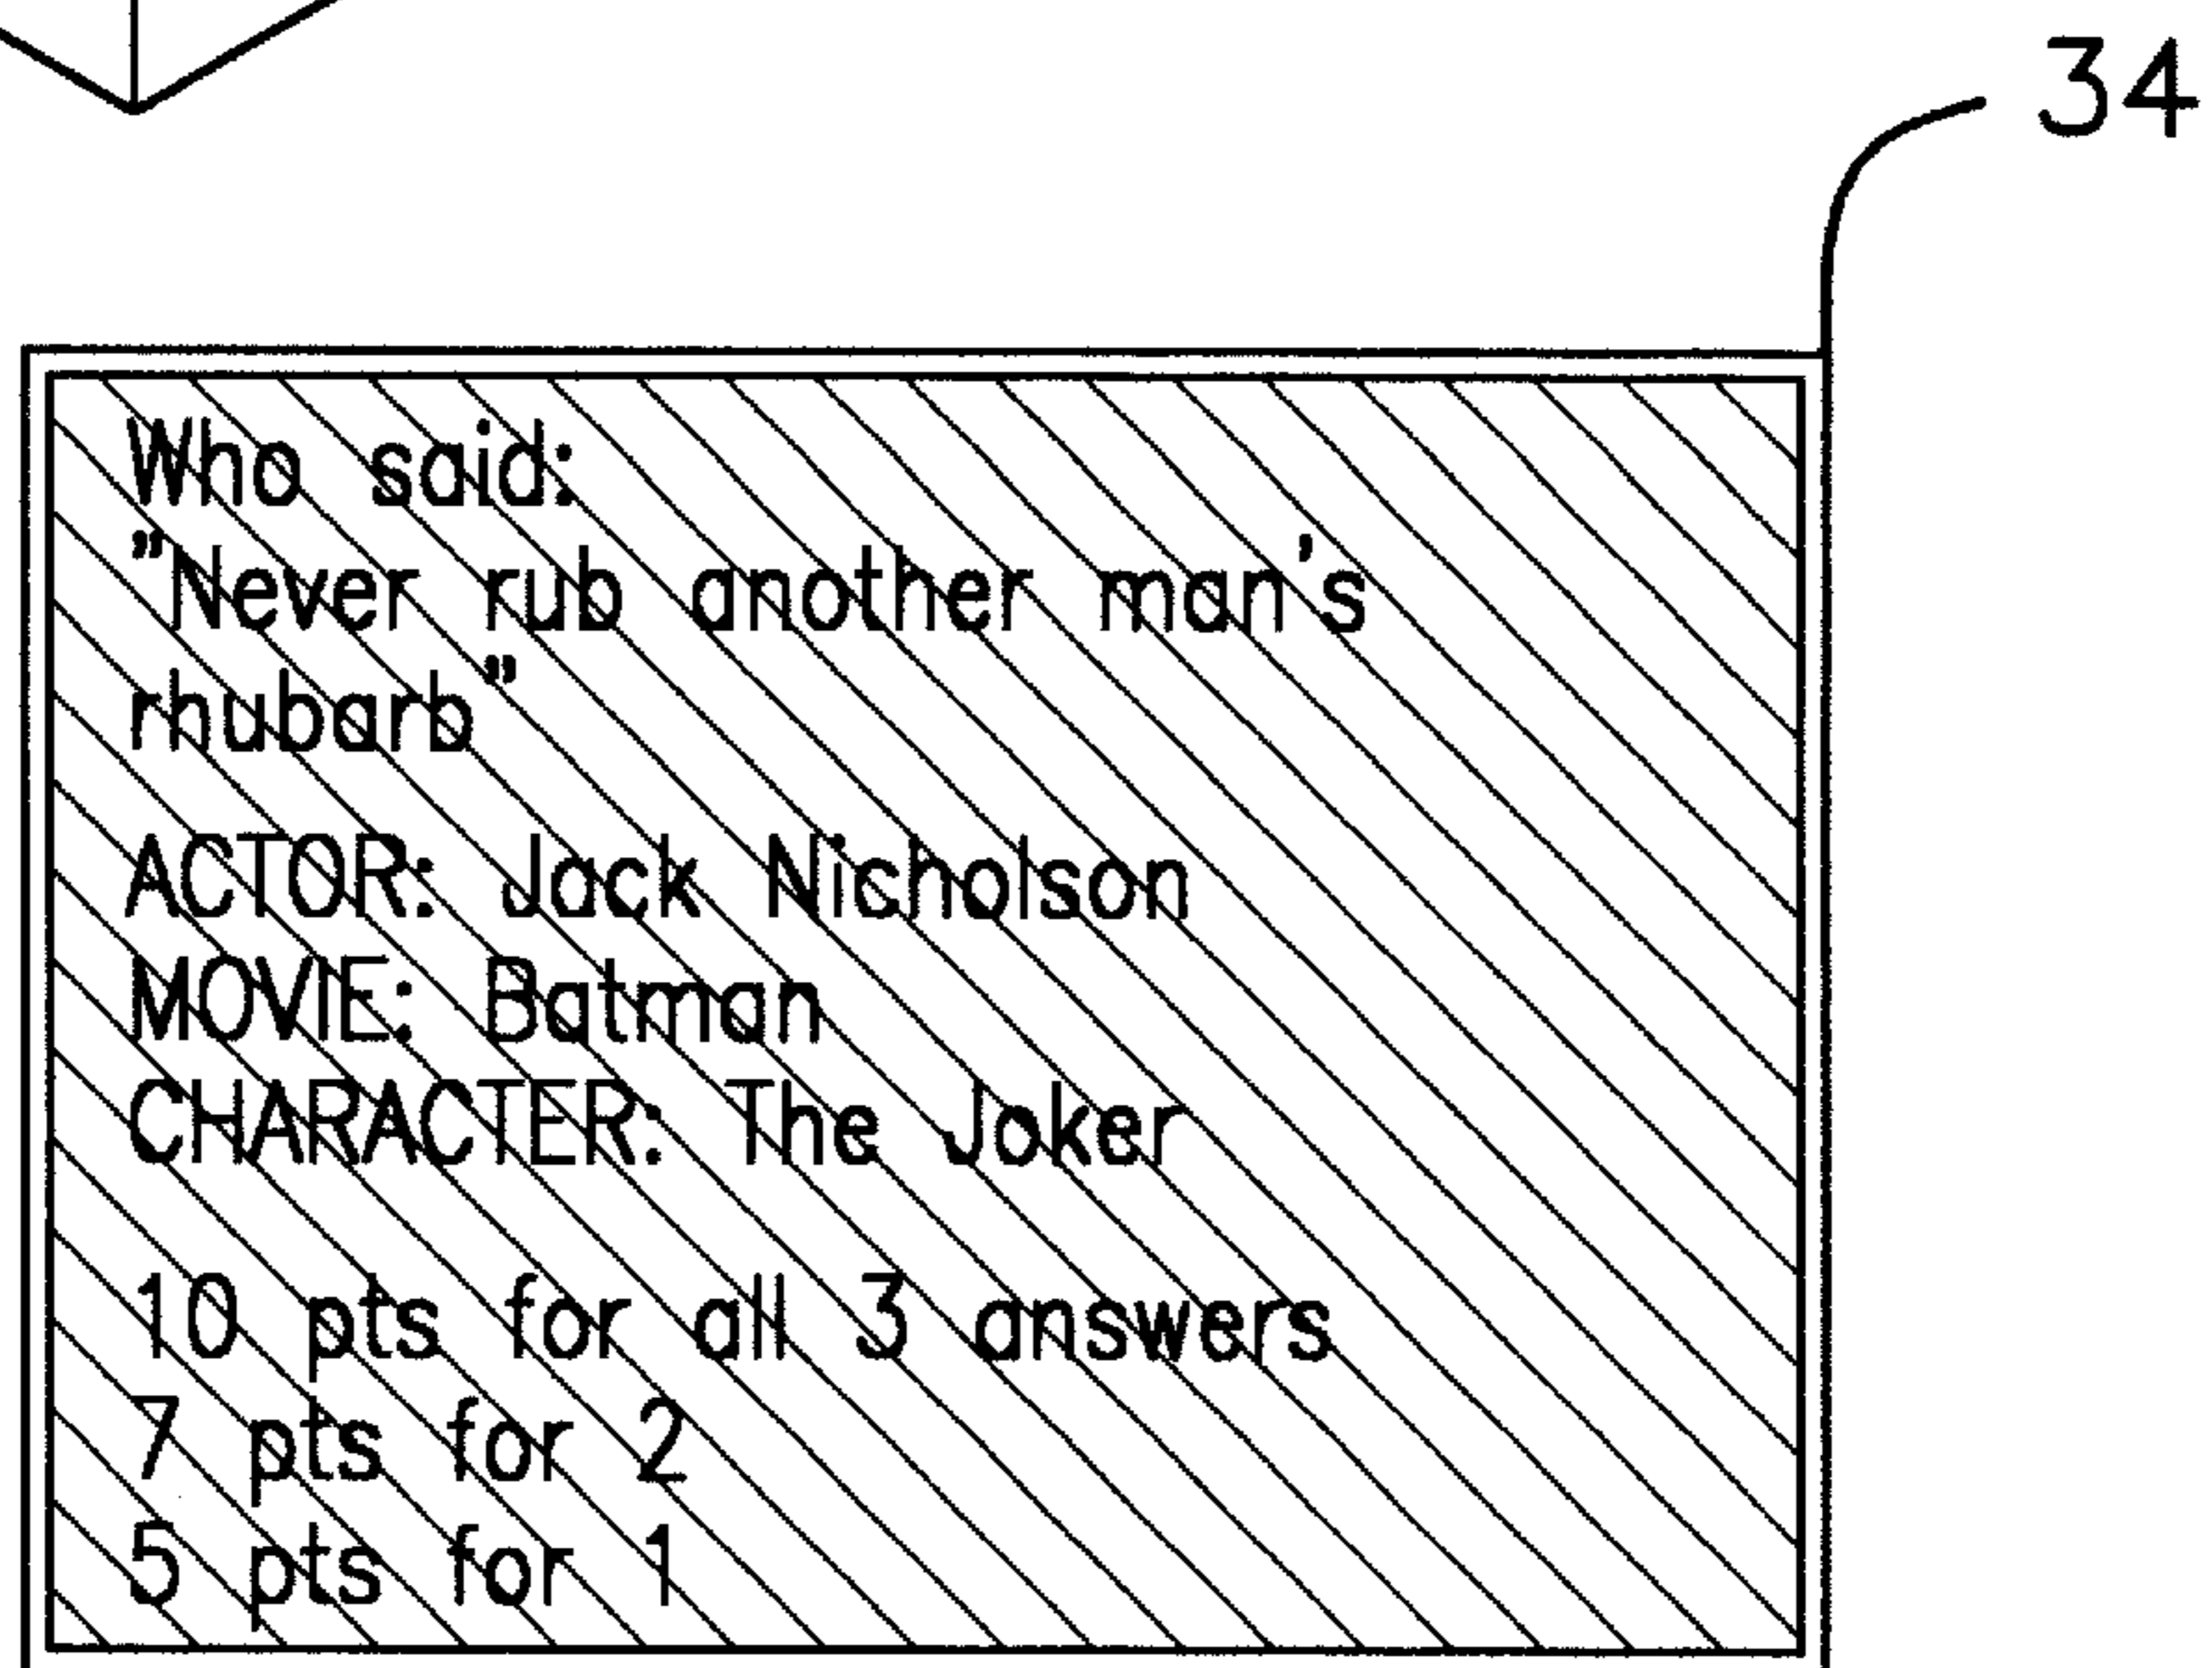 34
Who said:
”Never rub another man's
rhubarb”
ACTOR: Jack Nicholson
MOVIE: Batman
CHARACTER: The Joker
10 pts for all 3 answers
7 pts for 2
5 pts for 1